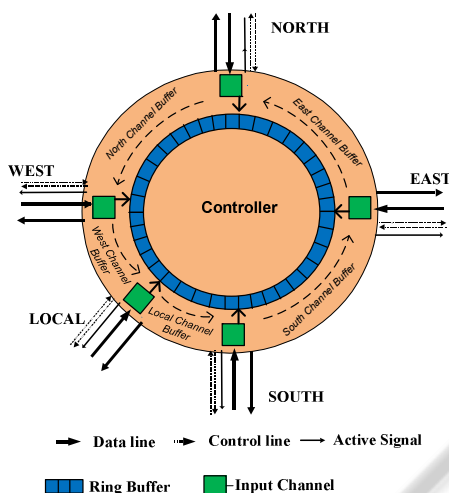 NORTH
North Channel Buffer
East Channel Buffer
WEST
EAST
Controller
West Channel
Buffer
South Channel Buffer
LOCAL
Local Channel
Buffer
SOUTH
Data line
Control line
Active Signal
Ring Buffer
Input Channel